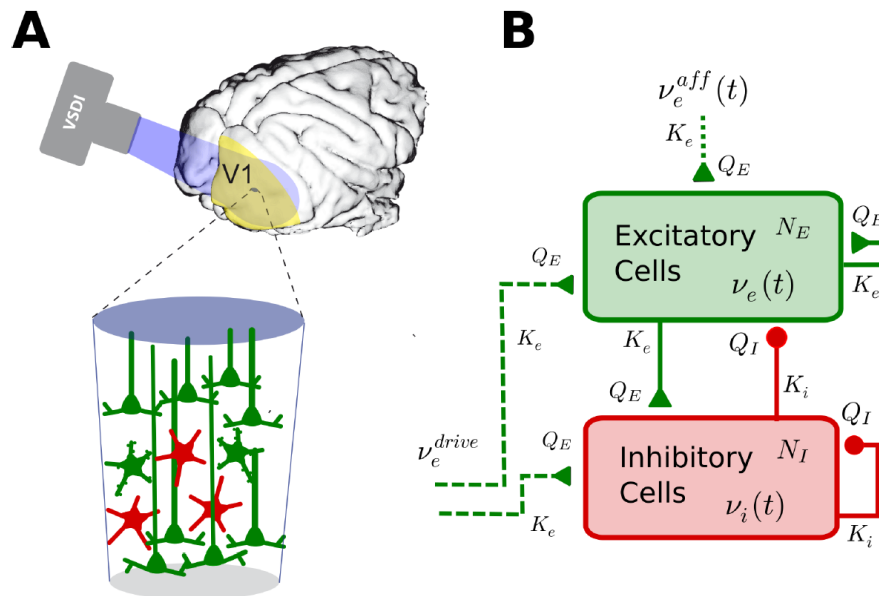 A
B
VSDI
V1
ν_e^{aff}(t)
K_e
Q_E
Excitatory
Cells
N_E
ν_e(t)
Q_E
K_e
Q_E
K_e
K_e
Q_E
Q_I
K_i
ν_e^{drive}
Q_E
K_e
Inhibitory
Cells
N_I
ν_i(t)
Q_I
K_i